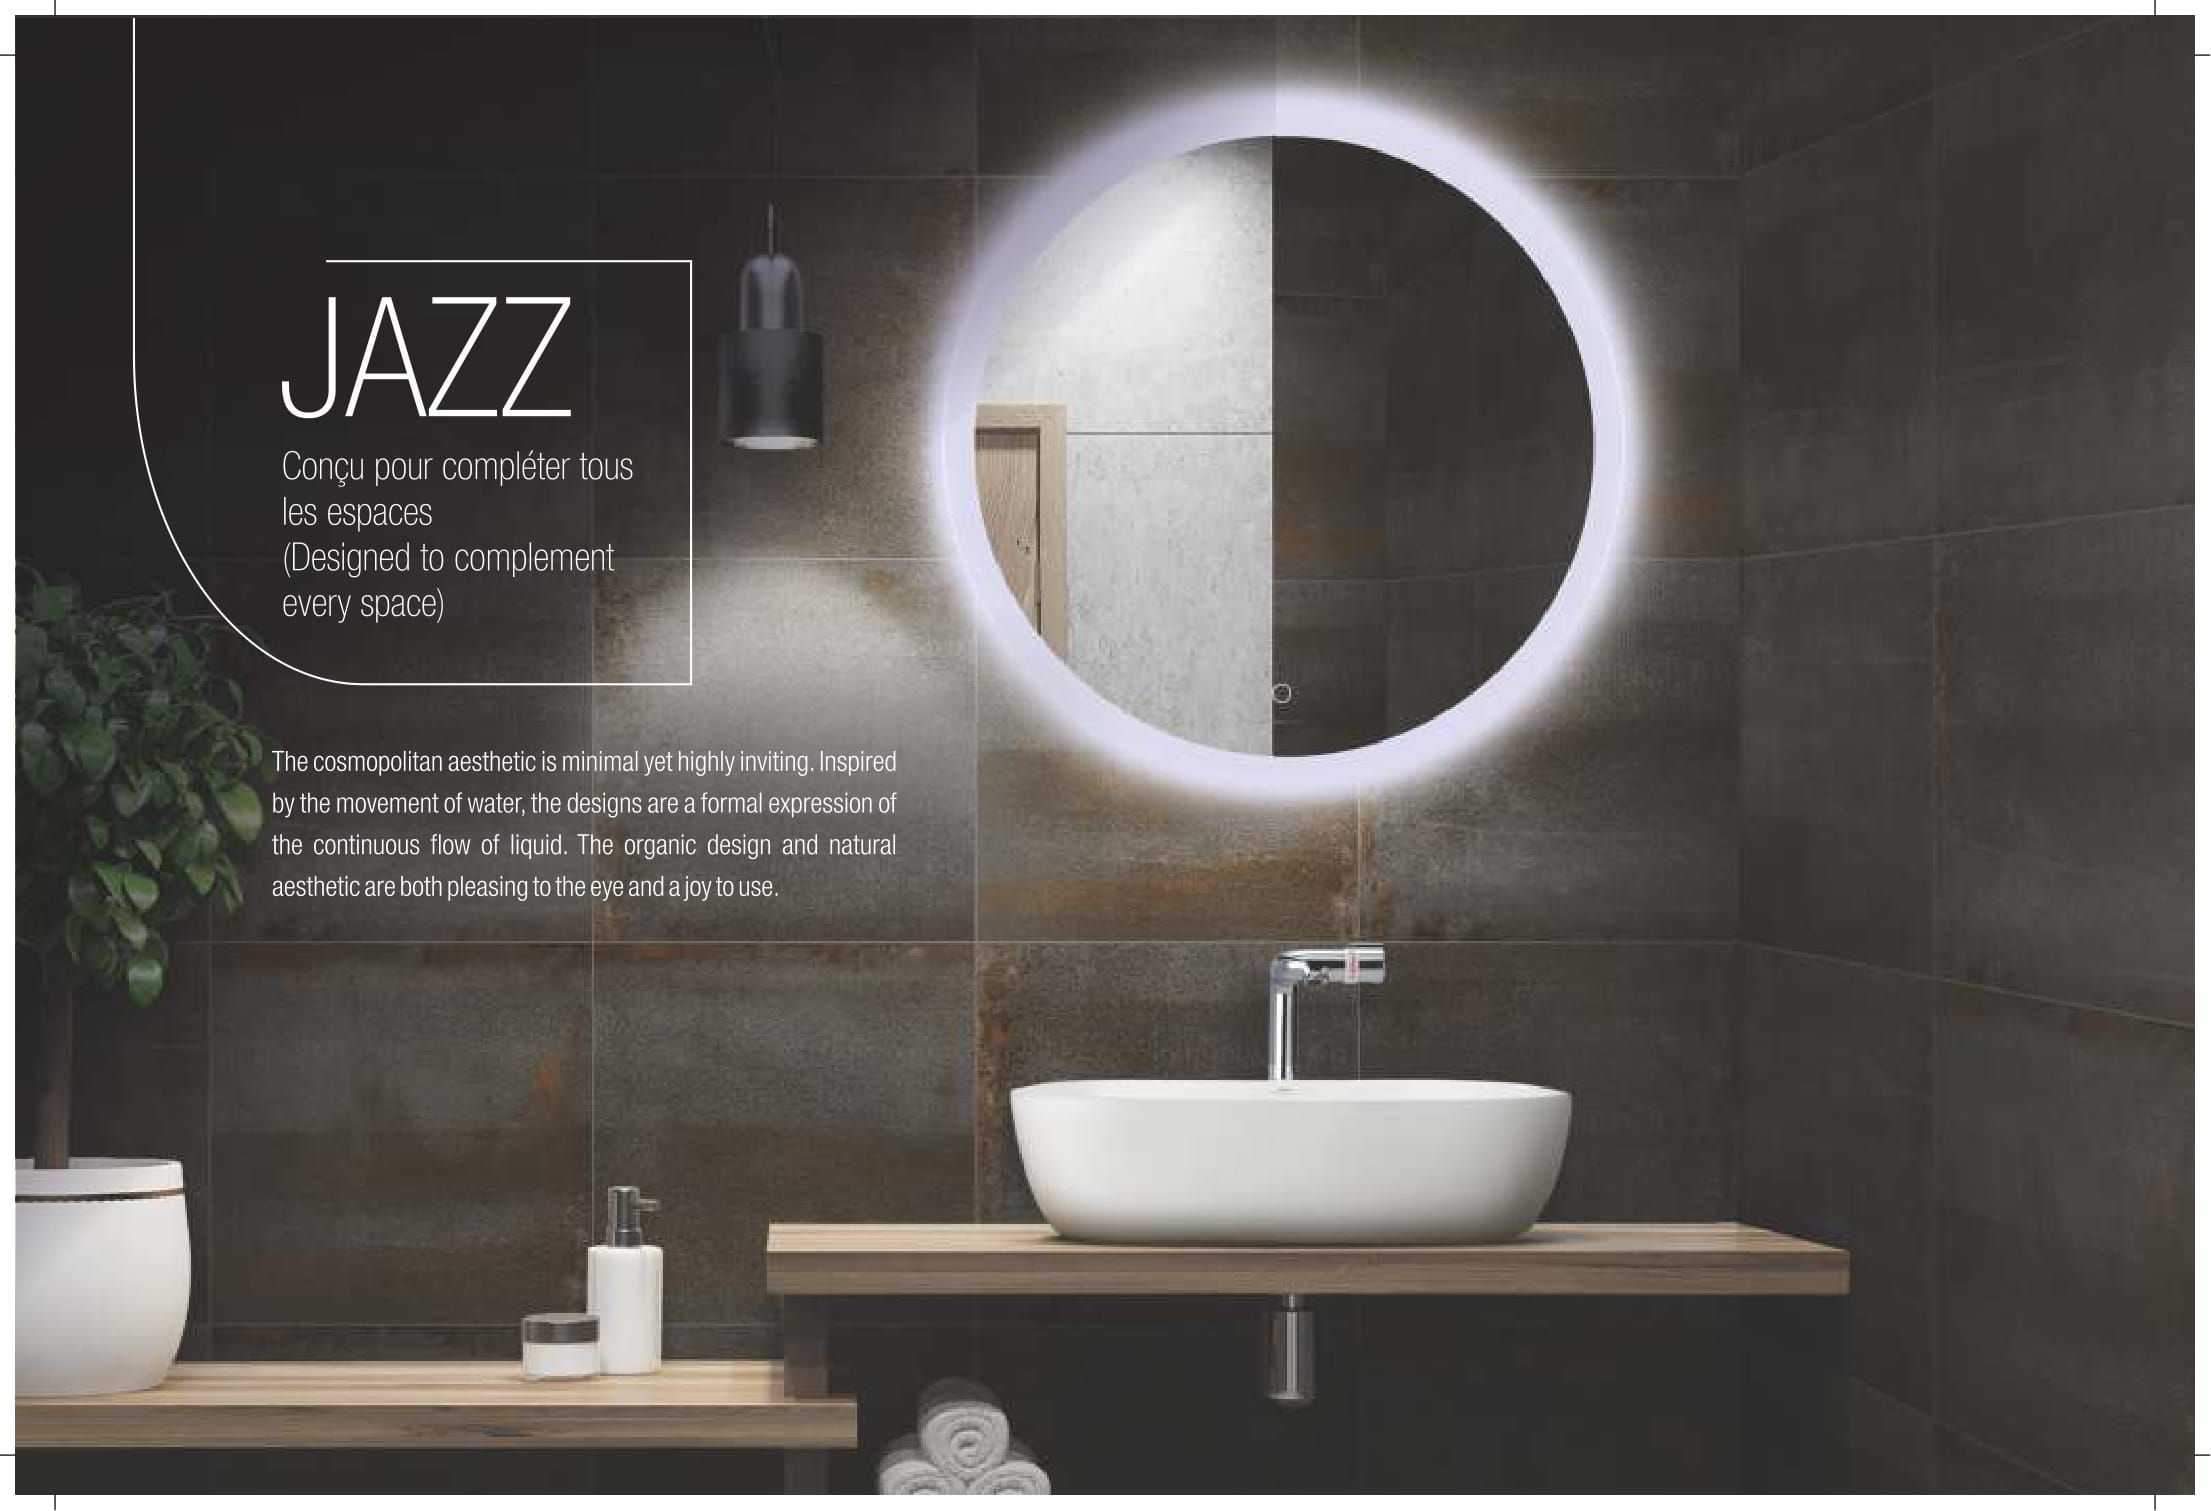 JAZZ
Conçu pour compléter tous
les espaces
(Designed to complement
every space)
The cosmopolitan aesthetic is minimal yet highly inviting. Inspired
by the movement of water, the designs are a formal expression of
the continuous flow of liquid. The organic design and natural
aesthetic are both pleasing to the eye and a joy to use.